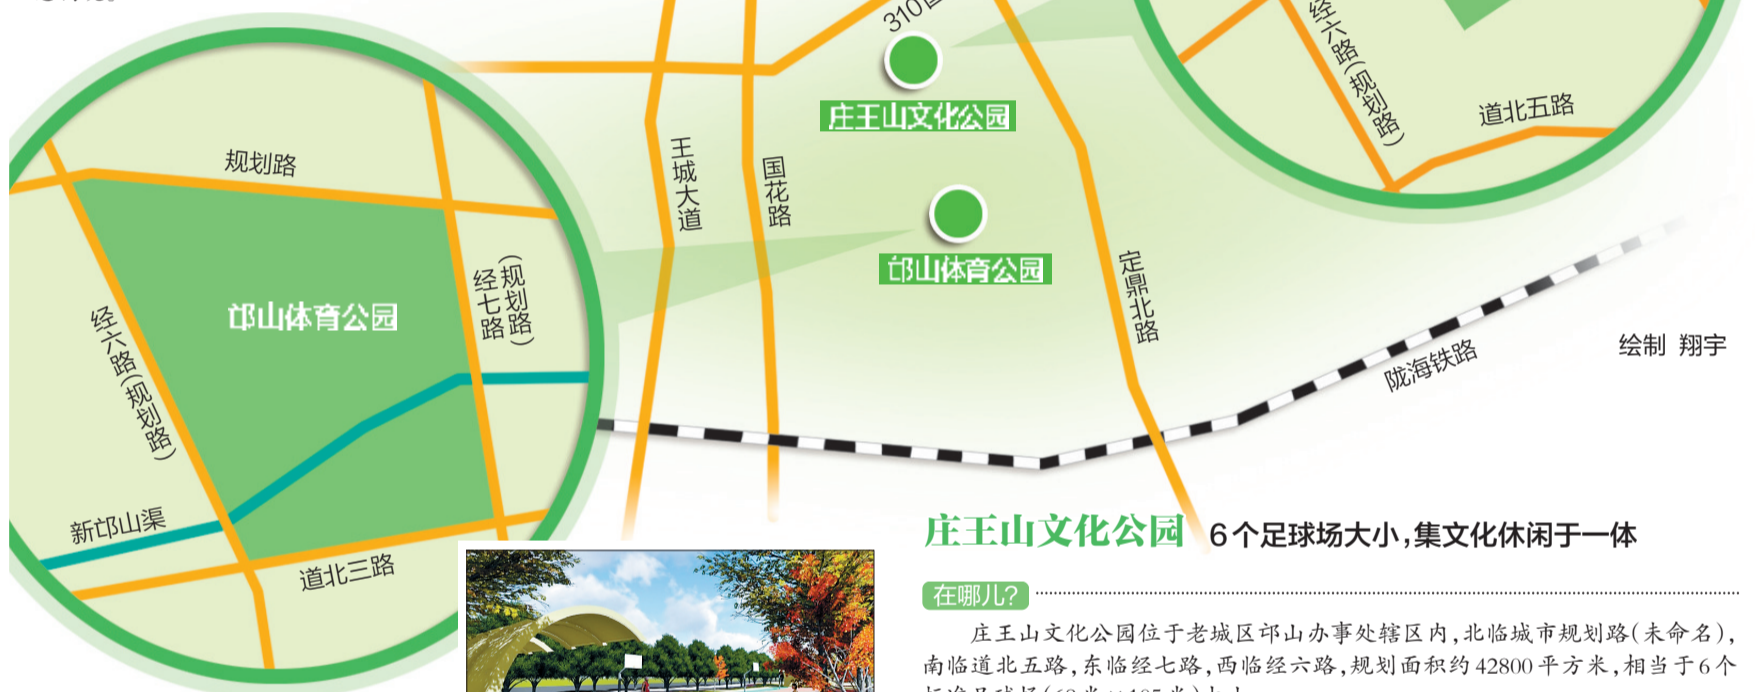 310国
庄王山文化公园
经六路(规划路)
道北五路
规划路
王城大道
国花路
邙山体育公园
定鼎北路
经七路
(规划路)
邙山体育公园
经六路(规划路)
陇海铁路
绘制 翔宇
新邙山渠
道北三路
庄王山文化公园 6个足球场大小,集文化休闲于一体
在哪儿?
庄王山文化公园位于老城区邙山办事处辖区内,北临城市规划路(未命名),
南临道北五路,东临经七路,西临经六路,规划面积约42800平方米,相当于6个